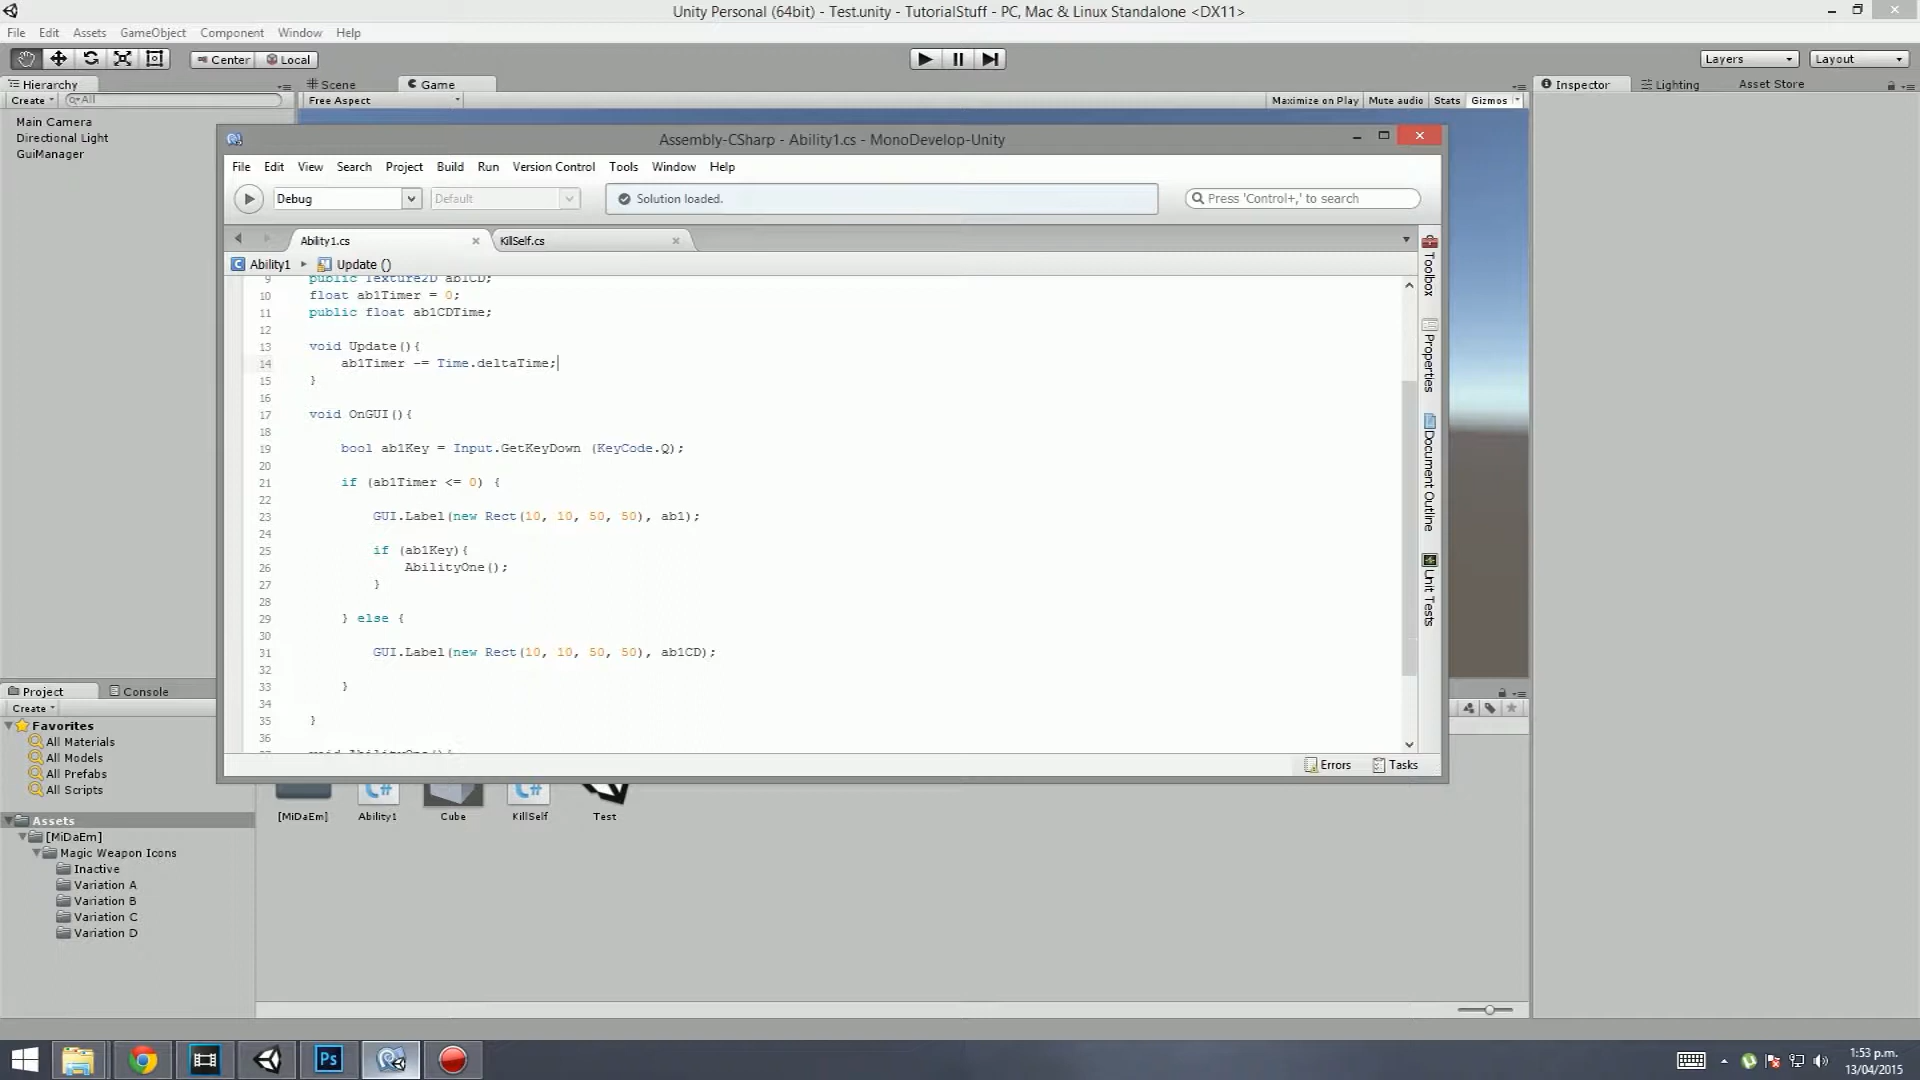 Unity Personal (64bit) - Test.unity - TutorialStuff - PC, Mac & Linux Standalone <DX11>
File Edit Assets GameObject Component Window Help
Center Local Layers Layout
Hierarchy Scene Game Inspector Lighting Asset Store
Create All Free Aspect Maximize on Play Mute audio Stats Gizmos
Main Camera
Directional Light
GuiManager
Assembly-CSharp - Ability1.cs - MonoDevelop-Unity
File Edit View Search Project Build Run Version Control Tools Window Help
Debug Default Solution loaded. Press 'Control+,' to search
Ability1.cs KillSelf.cs
Ability1 Update ()
9 public Texture2D ab1CD;
10 float ab1Timer = 0;
11 public float ab1CDTime;
12
13 void Update(){
14 ab1Timer -= Time.deltaTime;
15 }
16
17 void OnGUI(){
18
19 bool ab1Key = Input.GetKeyDown (KeyCode.Q);
20
21 if (ab1Timer <= 0) {
22
23 GUI.Label(new Rect(10, 10, 50, 50), ab1);
24
25 if (ab1Key){
26 AbilityOne();
27 }
28
29 } else {
30
31 GUI.Label(new Rect(10, 10, 50, 50), ab1CD);
32
33 }
34
35 }
36
37 void AbilityOne(){
Toolbox
Properties
Document Outline
Unit Tests
Errors Tasks
Project Console
Create
Favorites
All Materials
All Models
All Prefabs
All Scripts
Assets
[MiDaEm]
Magic Weapon Icons
Inactive
Variation A
Variation B
Variation C
Variation D
[MiDaEm] Ability1 Cube KillSelf Test
Ps
1:53 p.m.
13/04/2015